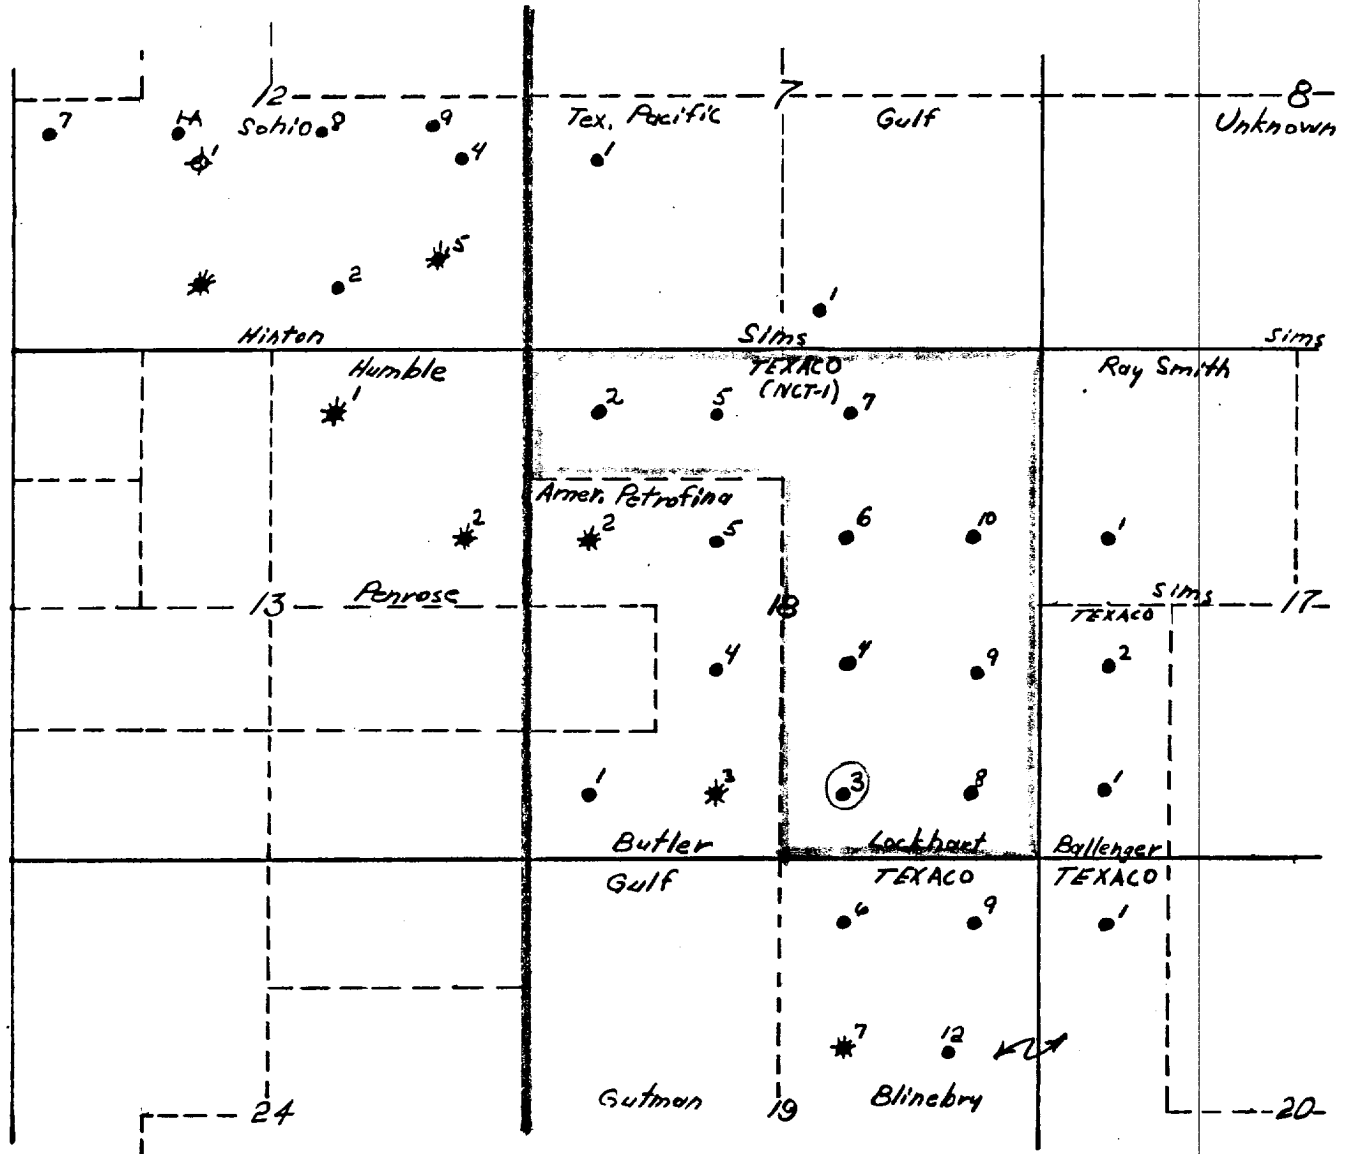 12 7 8
Sohio Tex. Pacific Gulf Unknown
7 1-A 8 9
1 4 1
5
2 1
Hinton Sims Sims
Humble TEXACO Ray Smith
(NCT-1)
1 2 5 7
Amer. Petrofina
2 2 5 6 10 1
Penrose Sims
13 18 17
TEXACO
4 4 9 2
1 3 3 8 1
Butler Lockhart Ballenger
Gulf TEXACO TEXACO
6 9 1
7 12
Gutman Blinebry
24 19 20